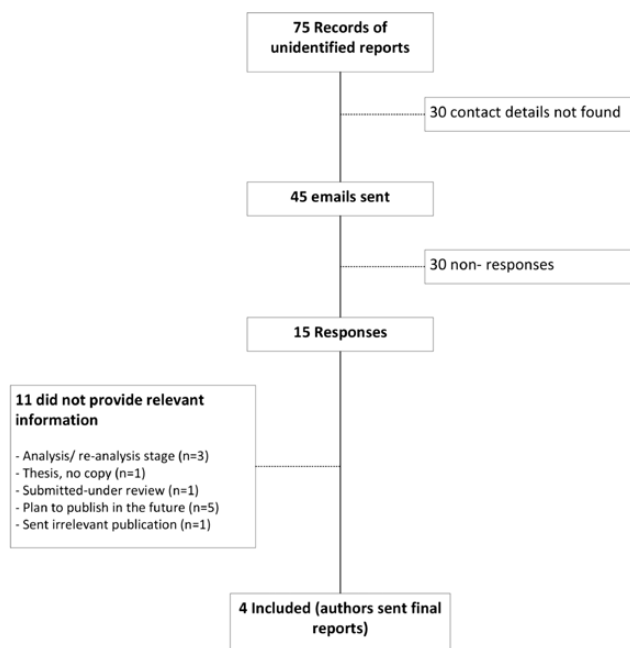 75 Records of
unidentified reports
30 contact details not found
45 emails sent
30 non- responses
15 Responses
11 did not provide relevant
information
- Analysis/ re-analysis stage (n=3)
- Thesis, no copy (n=1)
- Submitted-under review (n=1)
- Plan to publish in the future (n=5)
- Sent irrelevant publication (n=1)
4 Included (authors sent final
reports)